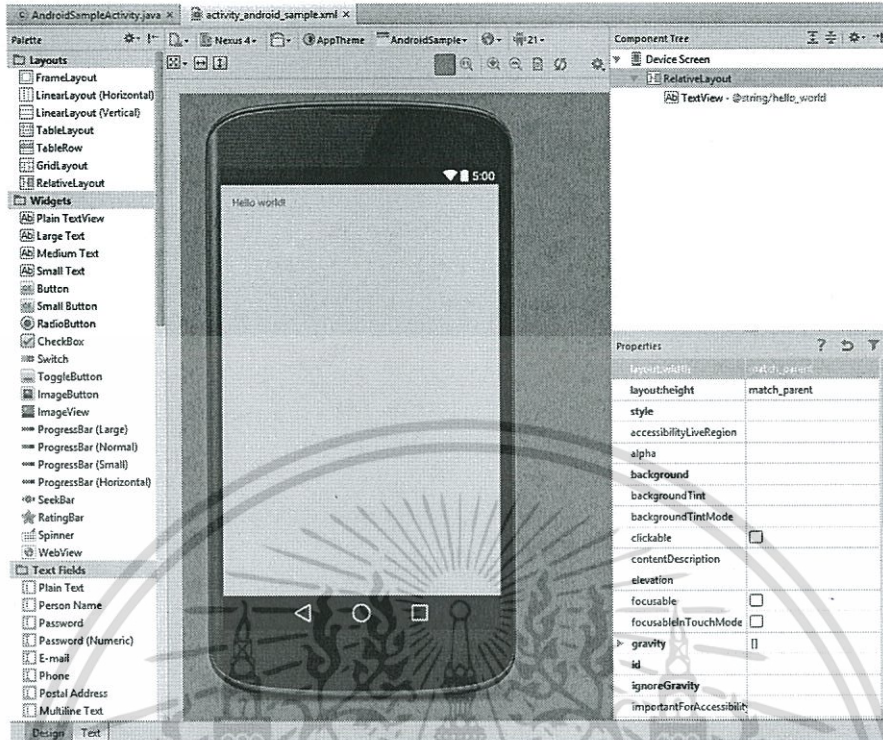 AndroidSampleActivity.java × activity_android_sample.xml ×
Palette
Nexus 4 AppTheme AndroidSample 21
Component Tree
Layouts
FrameLayout
LinearLayout (Horizontal)
LinearLayout (Vertical)
TableLayout
TableRow
GridLayout
RelativeLayout
Widgets
Plain TextView
Large Text
Medium Text
Small Text
Button
Small Button
RadioButton
CheckBox
Switch
ToggleButton
ImageButton
ImageView
ProgressBar (Large)
ProgressBar (Normal)
ProgressBar (Small)
ProgressBar (Horizontal)
SeekBar
RatingBar
Spinner
WebView
Text Fields
Plain Text
Person Name
Password
Password (Numeric)
E-mail
Phone
Postal Address
Multiline Text
Design Text
5:00
Hello world!
Device Screen
RelativeLayout
Ab TextView - @string/hello_world
Properties ?
layout:width match_parent
layout:height match_parent
style
accessibilityLiveRegion
alpha
background
backgroundTint
backgroundTintMode
clickable
contentDescription
elevation
focusable
focusableInTouchMode
gravity []
id
ignoreGravity
importantForAccessibility